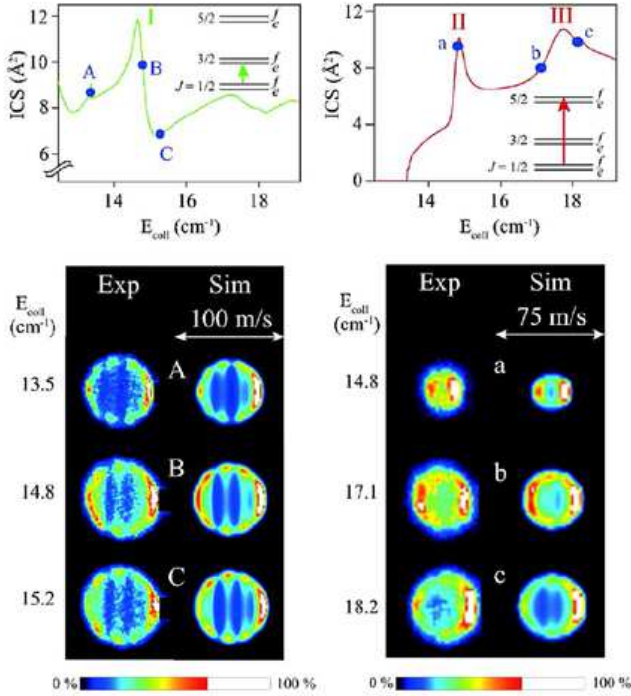 I
12
5/2
f
e
ICS (Å²)
10
A
B
3/2
f
e
8
J = 1/2
f
e
C
6
14
16
18
E_coll (cm⁻¹)
12
II
III
ICS (Å²)
a
b
c
8
5/2
f
e
4
3/2
f
e
J = 1/2
f
e
0
14
16
18
E_coll (cm⁻¹)
Exp
Sim
E_coll
(cm⁻¹)
100 m/s
13.5
A
14.8
B
15.2
C
0 %
100 %
Exp
Sim
E_coll
(cm⁻¹)
75 m/s
14.8
a
17.1
b
18.2
c
0 %
100 %